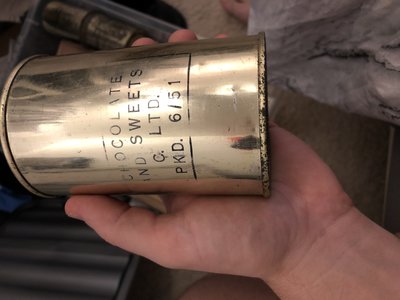 CHOCOLATE
AND SWEETS
C. LTD.
PKD. 6/51